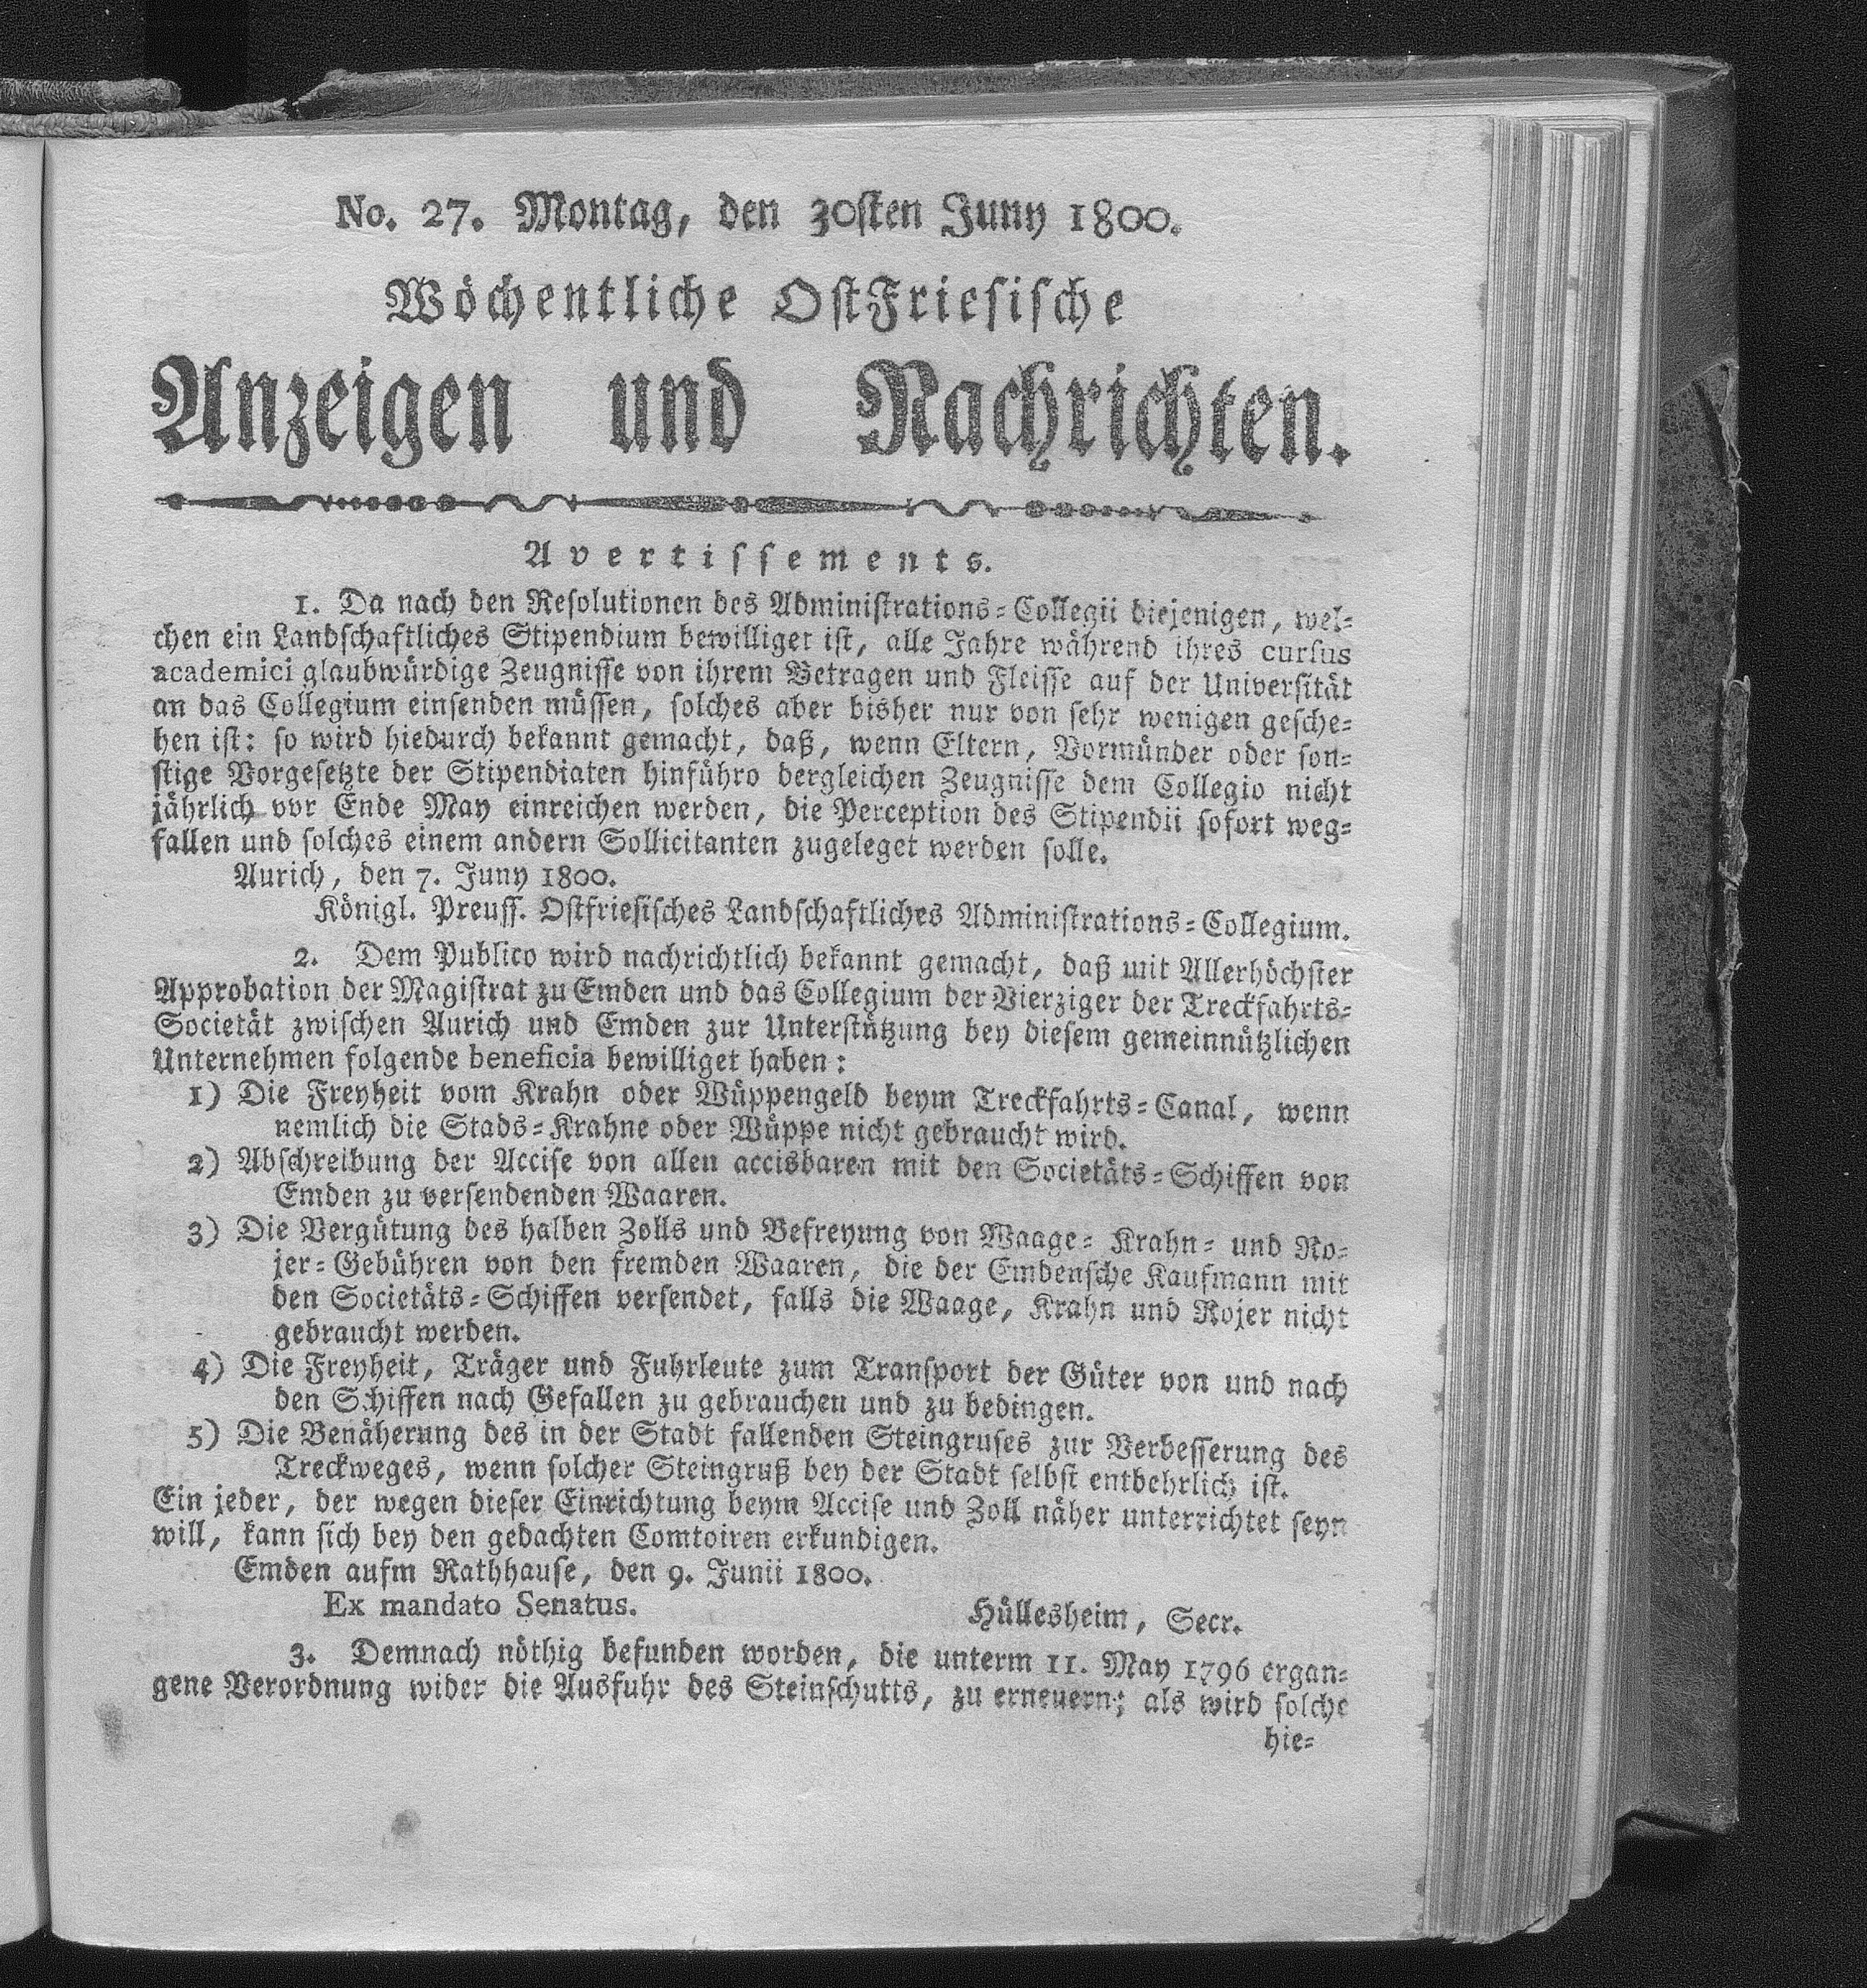 No. 27. Montag, den 30sten Juny 1800.
Wöchentliche OstFriesische
Anzeigen und Nachrichten.
Avertissements.
1. Da nach den Resolutionen des Administrations-Collegii diejenigen, wel-
chen ein Landschaftliches Stipendium bewilliget ist, alle Jahre während ihres cursus
academici glaubwürdige Zeugnisse von ihrem Betragen und Fleisse auf der Universität
an das Collegium einsenden müssen, solches aber bisher nur von sehr wenigen gesche-
hen ist: so wird hiedurch bekannt gemacht, daß, wenn Eltern, Vormünder oder son-
stige Vorgesetzte der Stipendiaten hinführo dergleichen Zeugnisse dem Collegio nicht
jährlich vor Ende May einreichen werden, die Perception des Stipendii sofort weg-
fallen und solches einem andern Sollicitanten zugeleget werden solle.
Aurich, den 7. Juny 1800.
Königl. Preuss. Ostfriesisches Landschaftliches Administrations-Collegium.
2. Dem Publico wird nachrichtlich bekannt gemacht, daß mit Allerhöchster
Approbation der Magistrat zu Emden und das Collegium der Vierziger der Treckfahrts-
Societät zwischen Aurich und Emden zur Unterstützung bey diesem gemeinnützlichen
Unternehmen folgende beneficia bewilliget haben:
1) Die Freyheit vom Krahn oder Wüppengeld beym Treckfahrts-Canal, wenn
nemlich die Stads-Krahne oder Wüppe nicht gebraucht wird.
2) Abschreibung der Accise von allen accisbaren mit den Societäts-Schiffen von
Emden zu versendenden Waaren.
3) Die Vergütung des halben Zolls und Befreyung von Waage- Krahn- und Ro-
jer-Gebühren von den fremden Waaren, die der Embensche Kaufmann mit
den Societäts-Schiffen versendet, falls die Waage, Krahn und Rojer nicht
gebraucht werden.
4) Die Freyheit, Träger und Fuhrleute zum Transport der Güter von und nach
den Schiffen nach Gefallen zu gebrauchen und zu bedingen.
5) Die Benäherung des in der Stadt fallenden Steingruses zur Verbesserung des
Treckweges, wenn solcher Steingruß bey der Stadt selbst entbehrlich ist.
Ein jeder, der wegen dieser Einrichtung beym Accise und Zoll näher unterrichtet seyn
will, kann sich bey den gedachten Comtoiren erkundigen.
Emden aufm Rathhause, den 9. Junii 1800.
Ex mandato Senatus. Hüllesheim, Secr.
3. Demnach nöthig befunden worden, die unterm 11. May 1796 ergan-
gene Verordnung wider die Ausfuhr des Steinschutts, zu erneuern; als wird solche
hie-